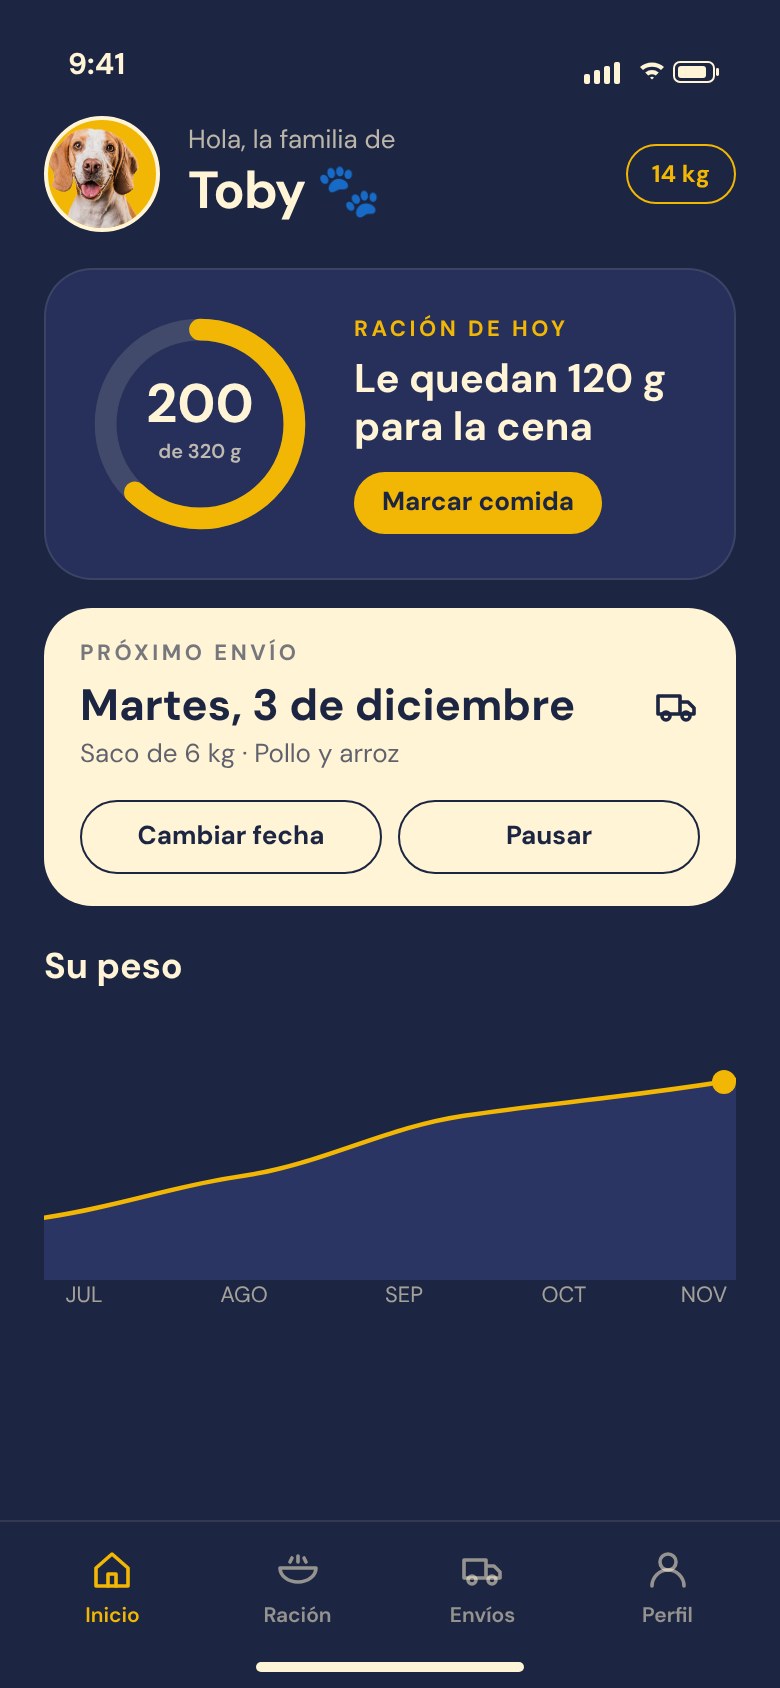 9:41
Hola, la familia de
Toby 🐾
14 kg
RACIÓN DE HOY
Le quedan 120 g
para la cena
200
de 320 g
Marcar comida
PRÓXIMO ENVÍO
Martes, 3 de diciembre
Saco de 6 kg · Pollo y arroz
Cambiar fecha
Pausar
Su peso
JUL AGO SEP OCT NOV
Inicio Ración Envíos Perfil